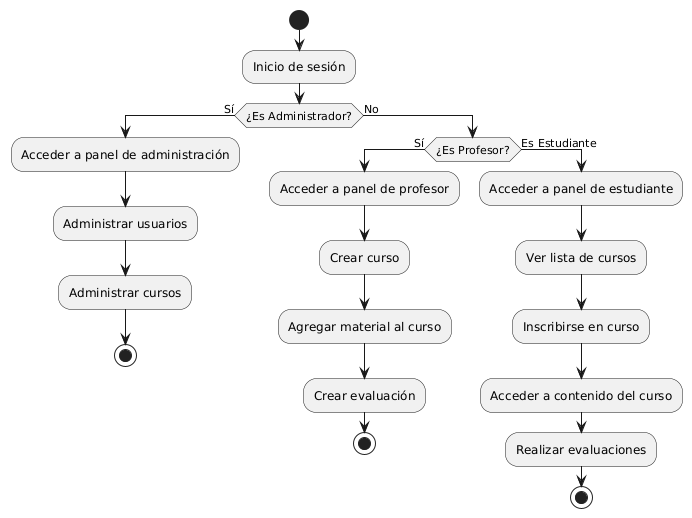 Inicio de sesión
¿Es Administrador?
Sí
No
Acceder a panel de administración
Administrar usuarios
Administrar cursos
¿Es Profesor?
Sí
Es Estudiante
Acceder a panel de profesor
Crear curso
Agregar material al curso
Crear evaluación
Acceder a panel de estudiante
Ver lista de cursos
Inscribirse en curso
Acceder a contenido del curso
Realizar evaluaciones